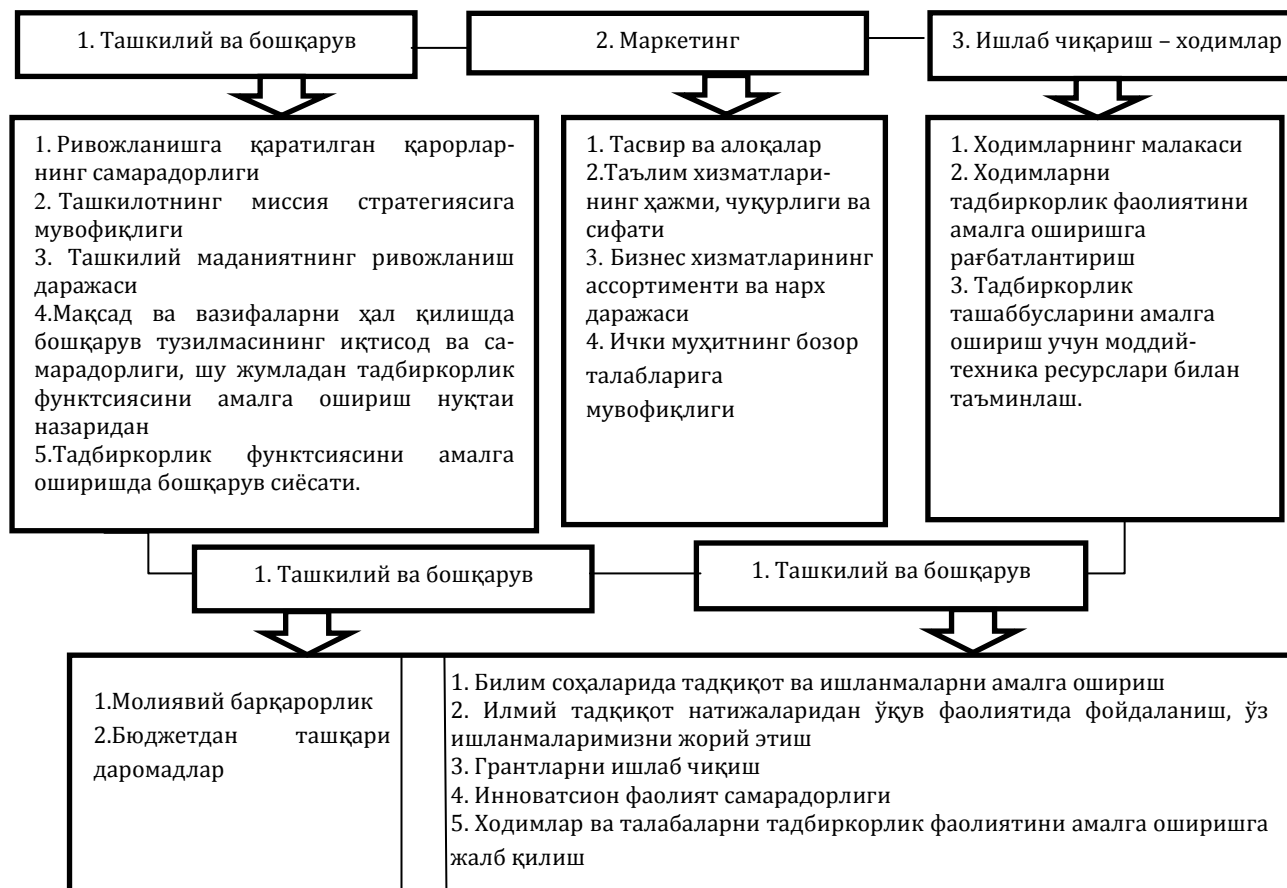 1. Ташкилий ва бошқарув
2. Маркетинг
3. Ишлаб чиқариш – ходимлар
1. Ривожланишга қаратилган қарорлар-
нинг самарадорлиги
2. Ташкилотнинг миссия стратегиясига
мувофиқлиги
3. Ташкилий маданиятнинг ривожланиш
даражаси
4.Мақсад ва вазифаларни ҳал қилишда
бошқарув тузилмасининг иқтисод ва са-
марадорлиги, шу жумладан тадбиркорлик
функтсиясини амалга ошириш нуқтаи
назаридан
5.Тадбиркорлик функтсиясини амалга
оширишда бошқарув сиёсати.
1. Тасвир ва алоқалар
2.Таълим хизматлари-
нинг ҳажми, чуқурлиги ва
сифати
3. Бизнес хизматларининг
ассортименти ва нарх
даражаси
4. Ички муҳитнинг бозор
талабларига
мувофиқлиги
1. Ходимларнинг малакаси
2. Ходимларни
тадбиркорлик фаолиятини
амалга оширишга
рағбатлантириш
3. Тадбиркорлик
ташаббусларини амалга
ошириш учун моддий-
техника ресурслари билан
таъминлаш.
1. Ташкилий ва бошқарув
1. Ташкилий ва бошқарув
1.Молиявий барқарорлик
2.Бюджетдан ташқари
даромадлар
1. Билим соҳаларида тадқиқот ва ишланмаларни амалга ошириш
2. Илмий тадқиқот натижаларидан ўқув фаолиятида фойдаланиш, ўз
ишланмаларимизни жорий этиш
3. Грантларни ишлаб чиқиш
4. Инноватсион фаолият самарадорлиги
5. Ходимлар ва талабаларни тадбиркорлик фаолиятини амалга оширишга
жалб қилиш